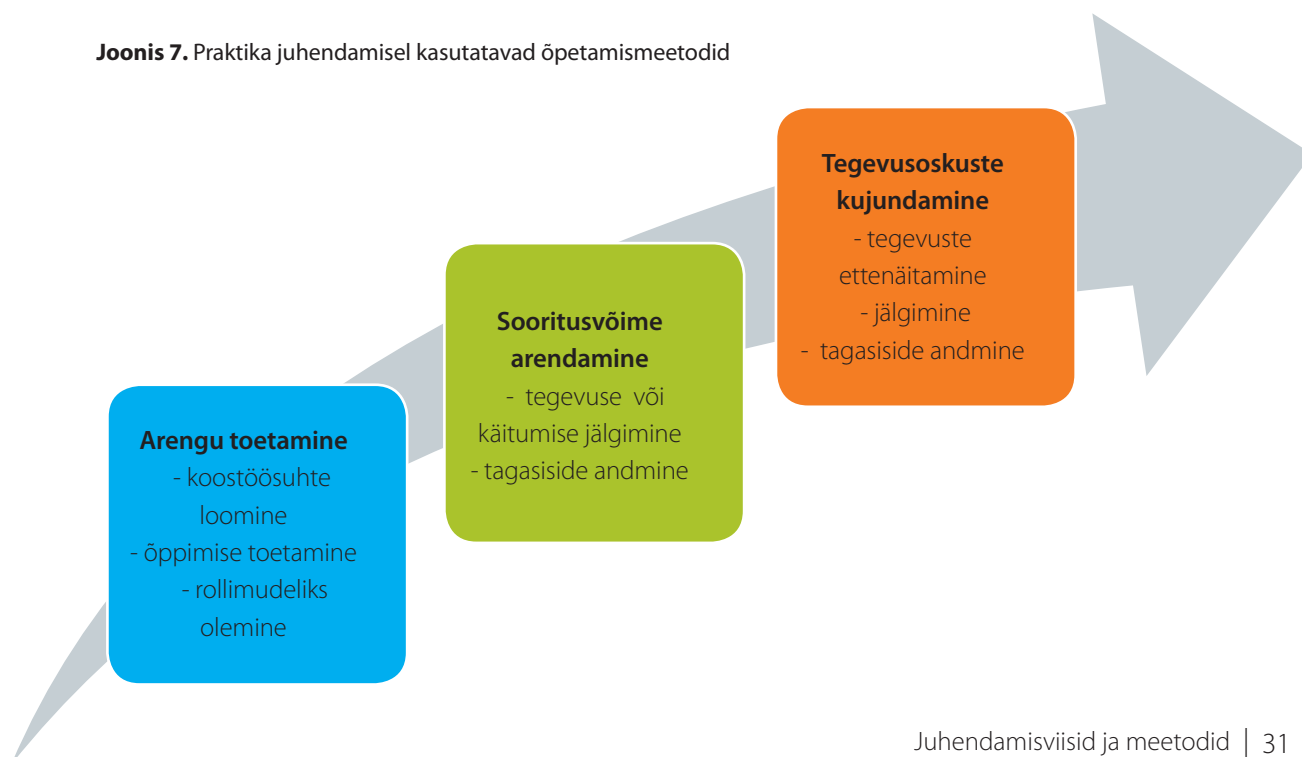 Joonis 7. Praktika juhendamisel kasutatavad õpetamismeetodid
Arengu toetamine
- koostöösuhte
loomine
- õppimise toetamine
- rollimudeliks
olemine
Sooritusvõime
arendamine
- tegevuse või
käitumise jälgimine
- tagasiside andmine
Tegevusoskuste
kujundamine
- tegevuste
ettenäitamine
- jälgimine
- tagasiside andmine
Juhendamisviisid ja meetodid | 31